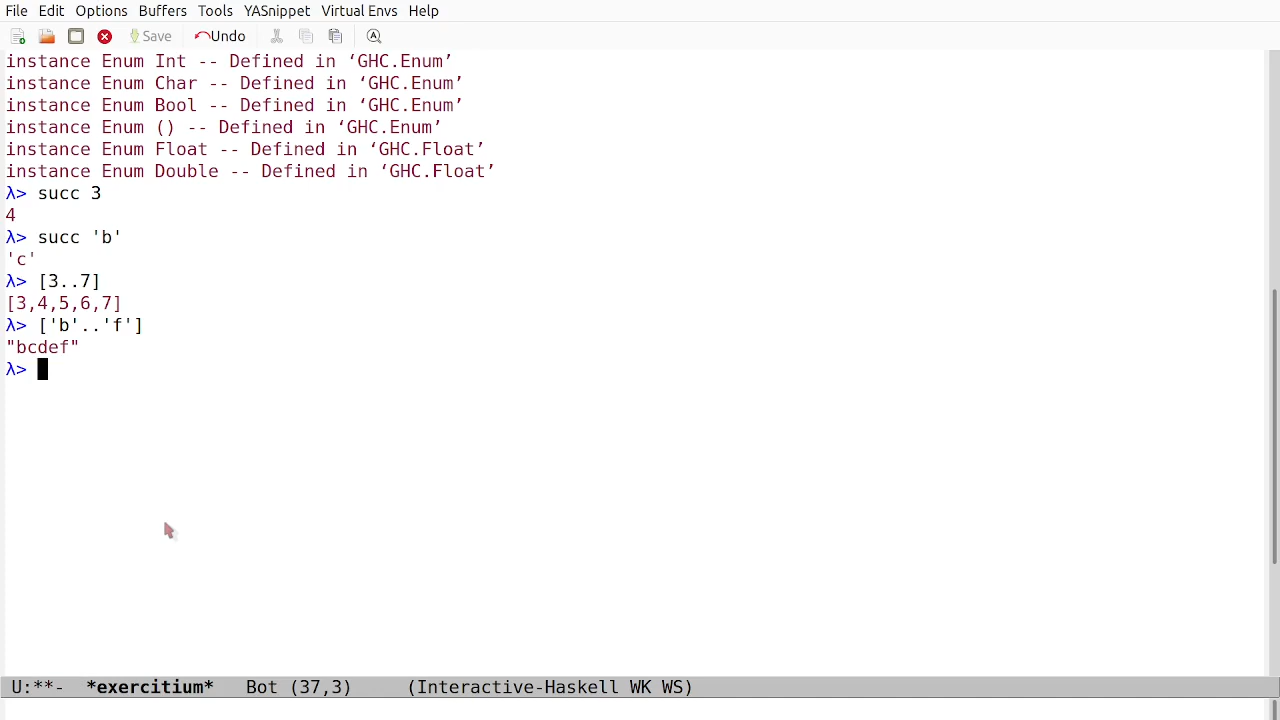 File Edit Options Buffers Tools YASnippet Virtual Envs Help
Save Undo
instance Enum Int -- Defined in ‘GHC.Enum’
instance Enum Char -- Defined in ‘GHC.Enum’
instance Enum Bool -- Defined in ‘GHC.Enum’
instance Enum () -- Defined in ‘GHC.Enum’
instance Enum Float -- Defined in ‘GHC.Float’
instance Enum Double -- Defined in ‘GHC.Float’
λ> succ 3
4
λ> succ 'b'
'c'
λ> [3..7]
[3,4,5,6,7]
λ> ['b'..'f']
"bcdef"
λ>
U:**- *exercitium* Bot (37,3) (Interactive-Haskell WK WS)